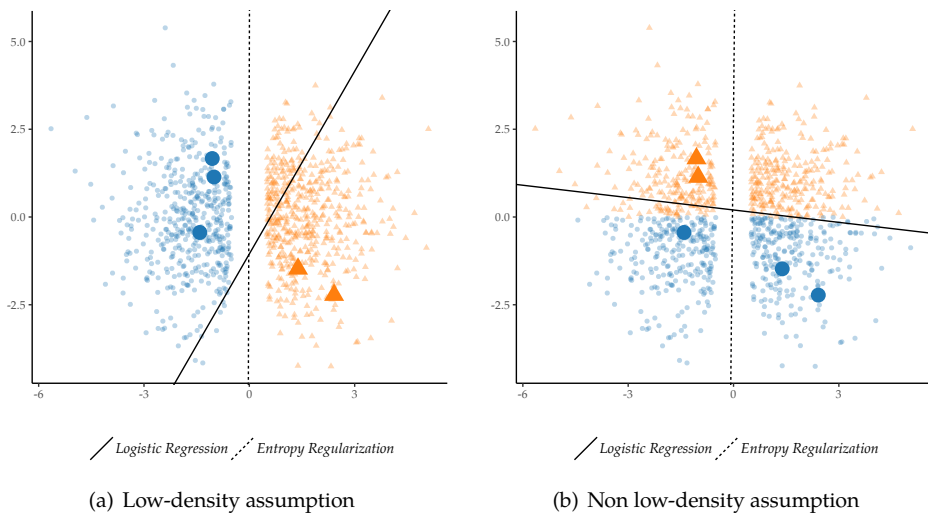 5.0
2.5
0.0
-2.5
-6
-3
0
3
Logistic Regression
Entropy Regularization
(a) Low-density assumption
5.0
2.5
0.0
-2.5
-6
-3
0
3
Logistic Regression
Entropy Regularization
(b) Non low-density assumption